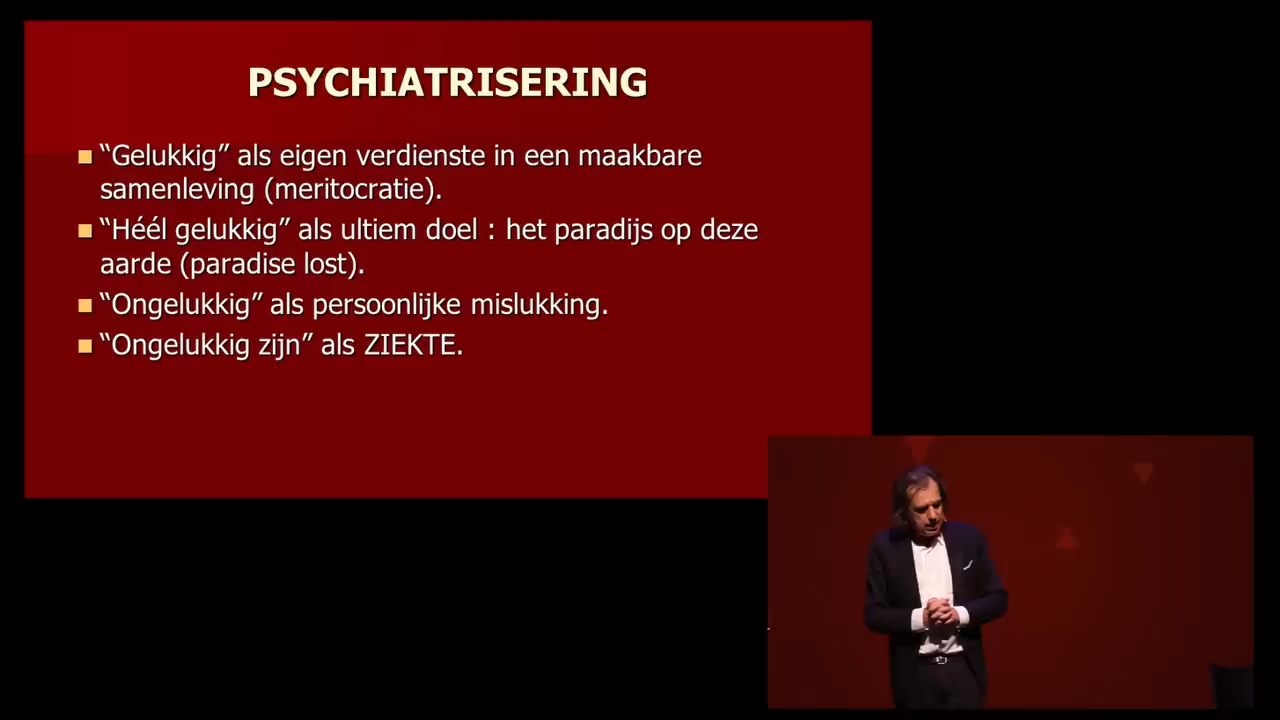 PSYCHIATRISERING
“Gelukkig” als eigen verdienste in een maakbare
samenleving (meritocratie).
“Héél gelukkig” als ultiem doel : het paradijs op deze
aarde (paradise lost).
“Ongelukkig” als persoonlijke mislukking.
“Ongelukkig zijn” als ZIEKTE.